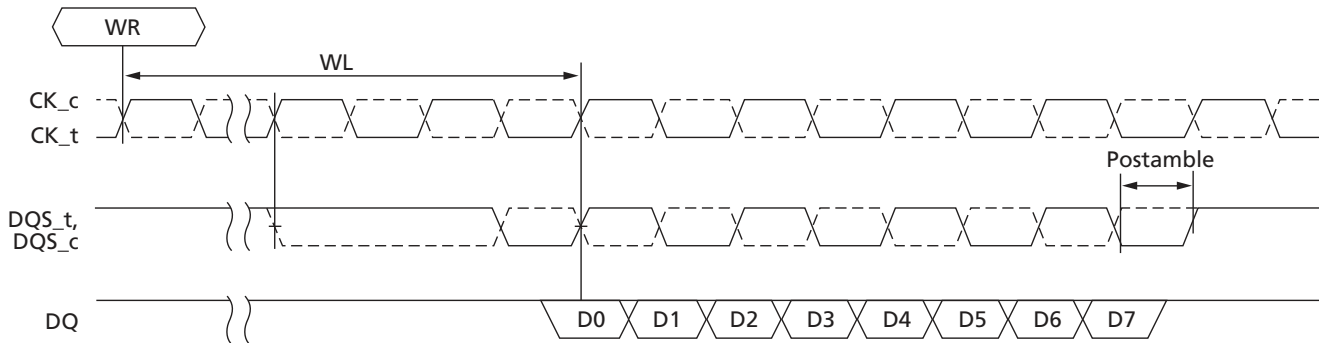 WR
WL
CK_c
CK_t
Postamble
DQS_t,
DQS_c
DQ
D0 D1 D2 D3 D4 D5 D6 D7